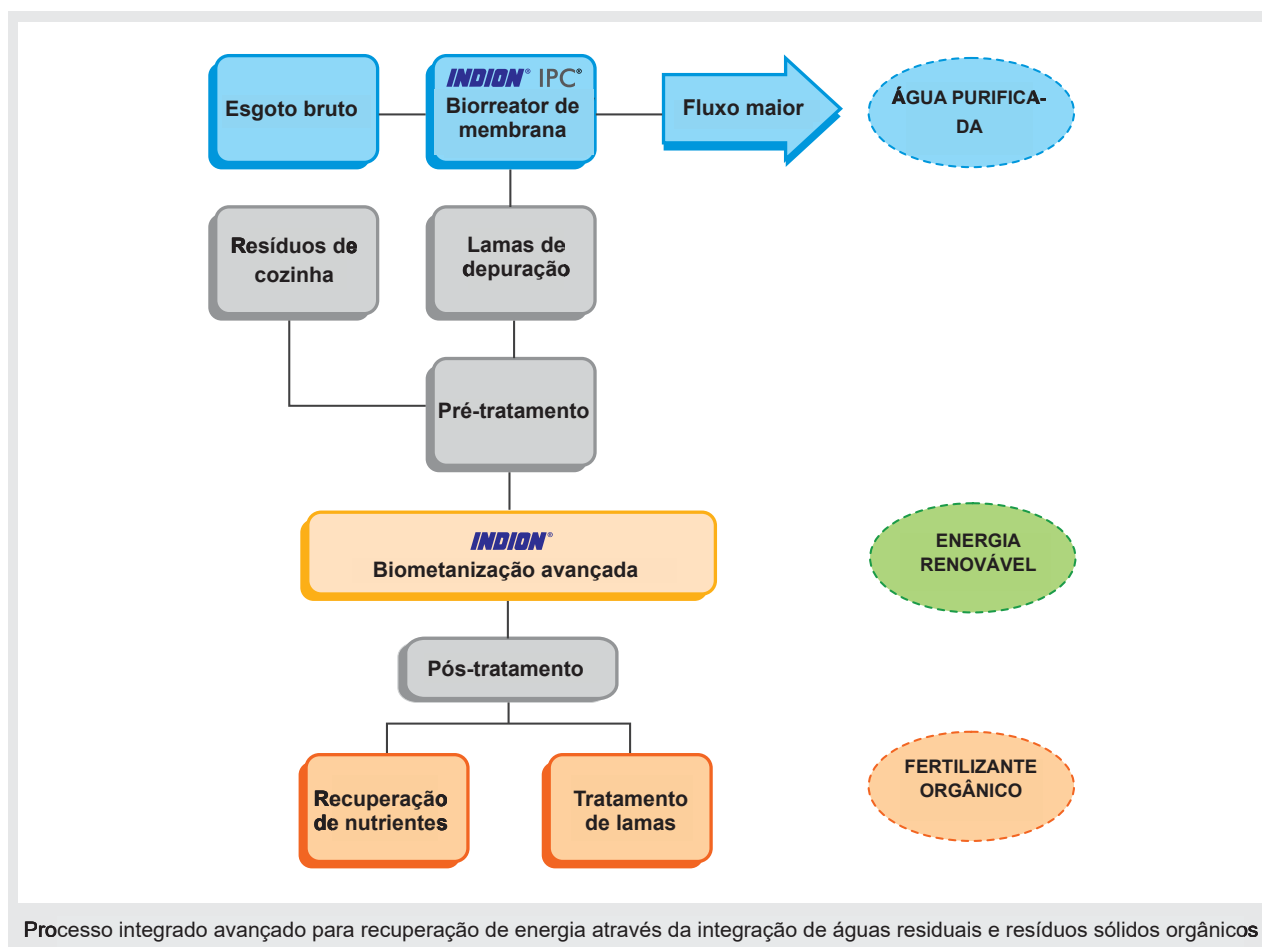 INDION® IPC®
Esgoto bruto
Biorreator de
membrana
Fluxo maior
ÁGUA PURIFICA-
DA
Resíduos de
cozinha
Lamas de
depuração
Pré-tratamento
INDION®
Biometanização avançada
ENERGIA
RENOVÁVEL
Pós-tratamento
Recuperação
de nutrientes
Tratamento
de lamas
FERTILIZANTE
ORGÂNICO
Processo integrado avançado para recuperação de energia através da integração de águas residuais e resíduos sólidos orgânicos